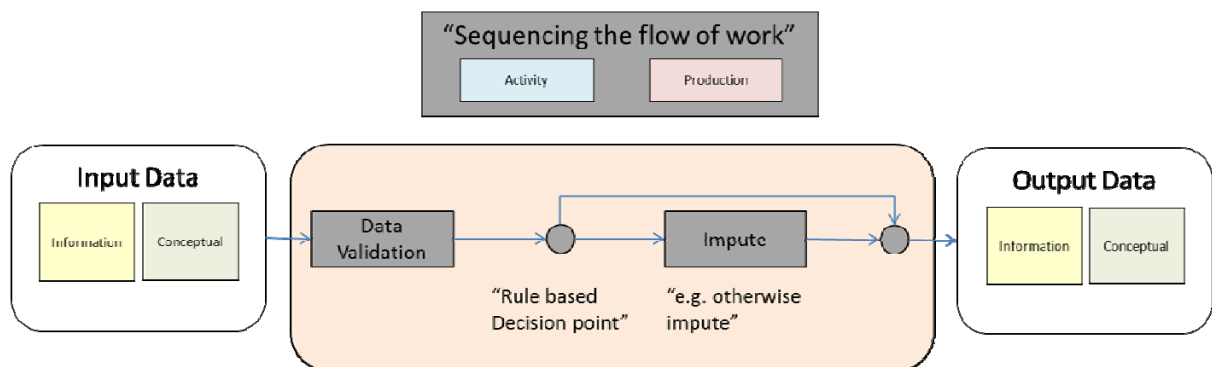 “Sequencing the flow of work”
Activity
Production
Input Data
Information
Conceptual
Data
Validation
“Rule based
Decision point”
Impute
“e.g. otherwise
impute”
Output Data
Information
Conceptual